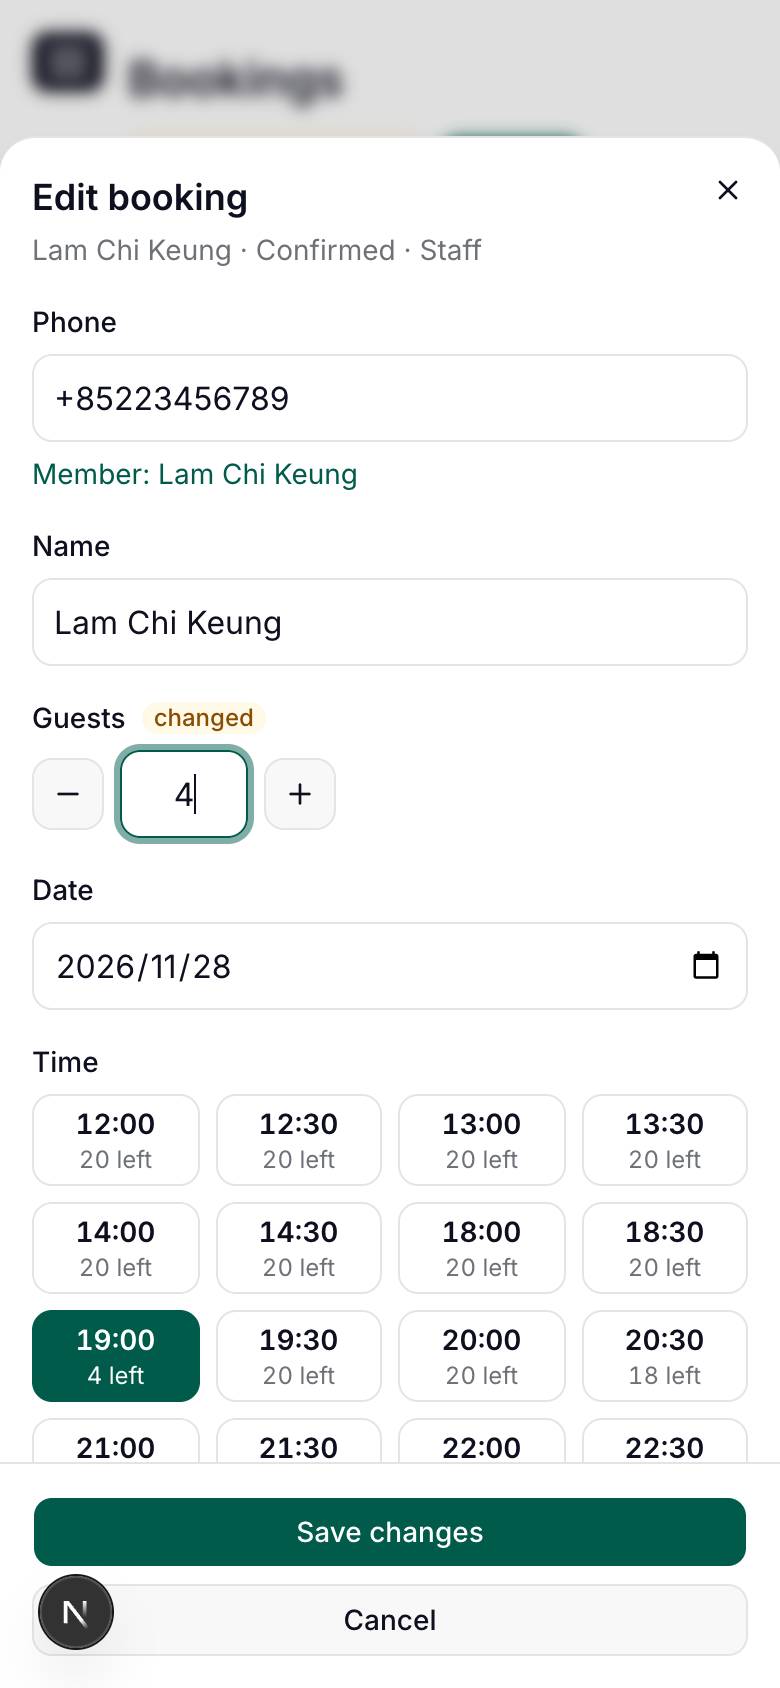 Bookings
Edit booking
Lam Chi Keung · Confirmed · Staff
Phone
+85223456789
Member: Lam Chi Keung
Name
Lam Chi Keung
Guests changed
− 4 +
Date
2026/11/28
Time
12:00 12:30 13:00 13:30
20 left 20 left 20 left 20 left
14:00 14:30 18:00 18:30
20 left 20 left 20 left 20 left
19:00 19:30 20:00 20:30
4 left 20 left 20 left 18 left
21:00 21:30 22:00 22:30
Save changes
N Cancel